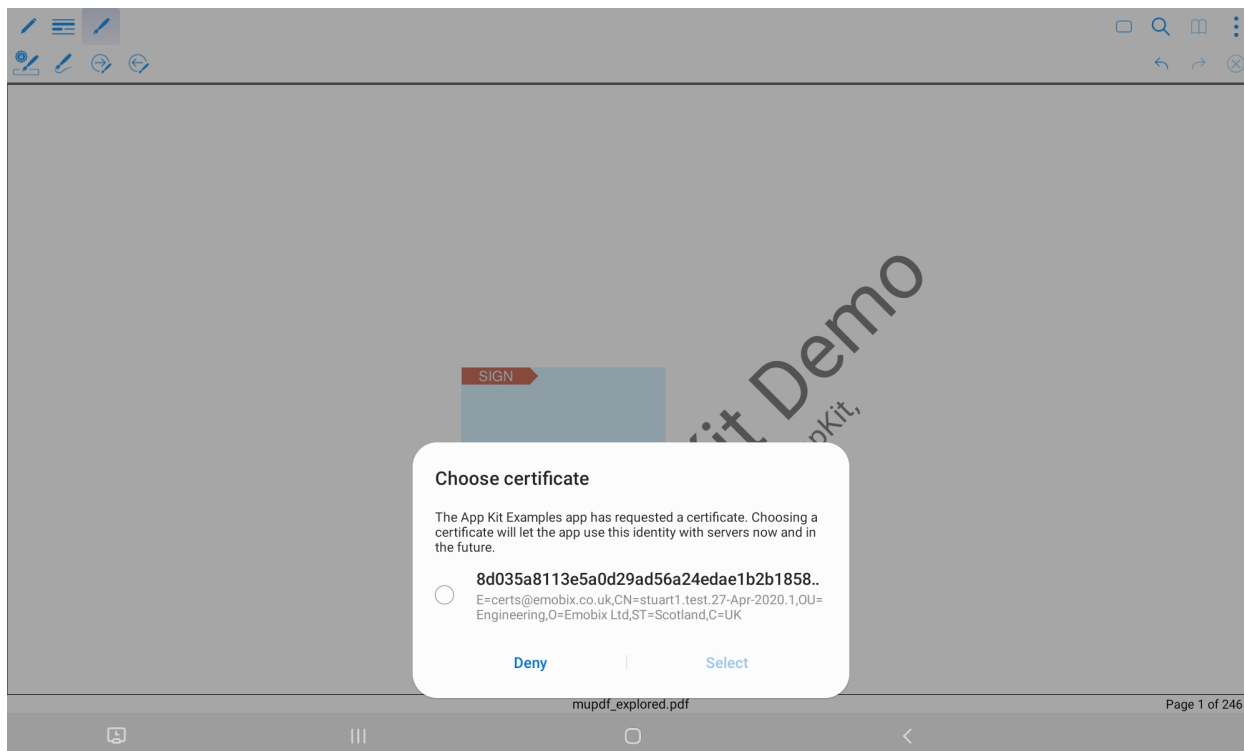 Demo
SIGN
it
pKit,
Choose certificate
The App Kit Examples app has requested a certificate. Choosing a
certificate will let the app use this identity with servers now and in
the future.
8d035a8113e5a0d29ad56a24edae1b2b1858..
E=certs@emobix.co.uk,CN=stuart1.test.27-Apr-2020.1,OU=
Engineering,O=Emobix Ltd,ST=Scotland,C=UK
Deny
Select
mupdf_explored.pdf
Page 1 of 246